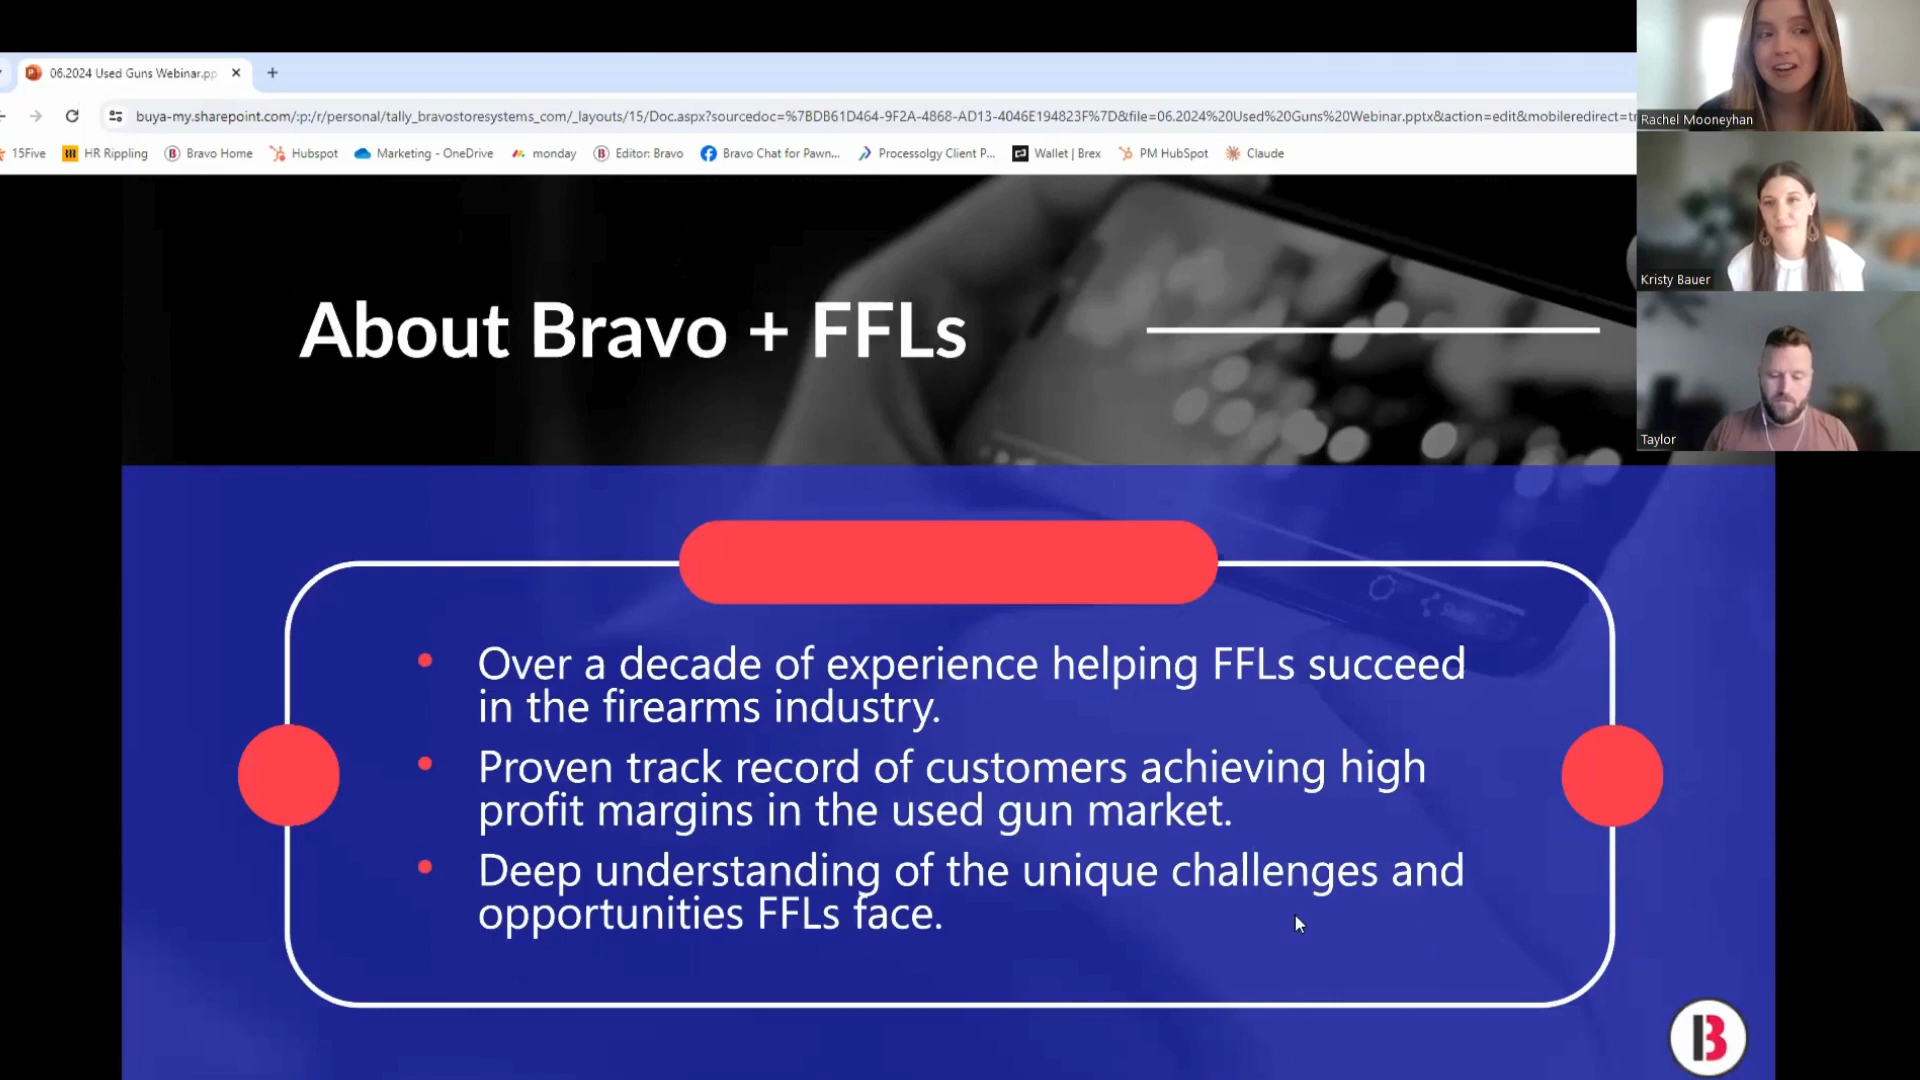 06.2024 Used Guns Webinar.pp
buya-my.sharepoint.com/:p:/r/personal/tally_bravostoresystems_com/_layouts/15/Doc.aspx?sourcedoc=%7BDB61D464-9F2A-4868-AD13-4046E194823F%7D&file=06.2024%20Used%20Guns%20Webinar.pptx&action=edit&mobileredirect=tr
15Five HR Rippling Bravo Home Hubspot Marketing - OneDrive monday Editor: Bravo Bravo Chat for Pawn... Processolgy Client P... Wallet | Brex PM HubSpot Claude
Rachel Mooneyhan
Kristy Bauer
Taylor
About Bravo + FFLs
• Over a decade of experience helping FFLs succeed
in the firearms industry.
• Proven track record of customers achieving high
profit margins in the used gun market.
• Deep understanding of the unique challenges and
opportunities FFLs face.
B